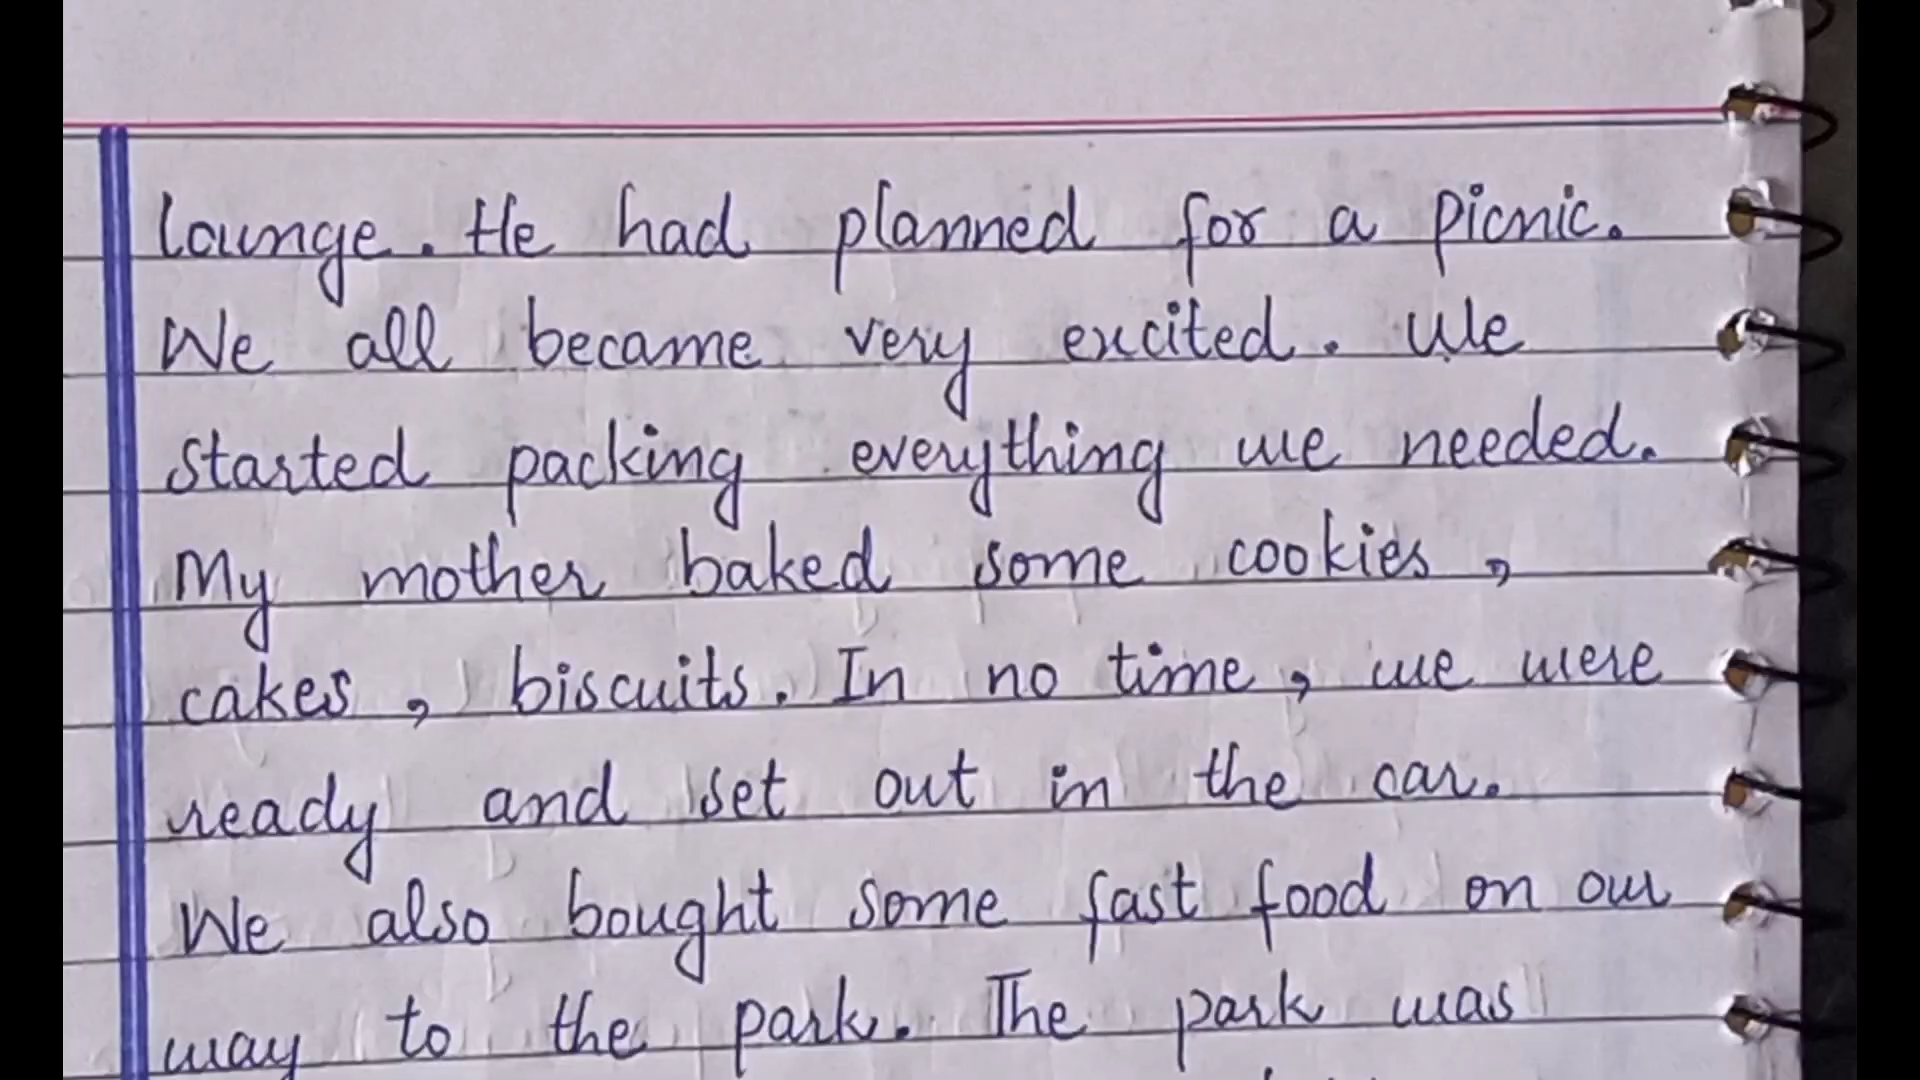 lounge. He had planned for a picnic.
We all became very excited. We
started packing everything we needed.
My mother baked some cookies,
cakes, biscuits. In no time, we were
ready and set out in the car.
We also bought some fast food on our
way to the park. The park was